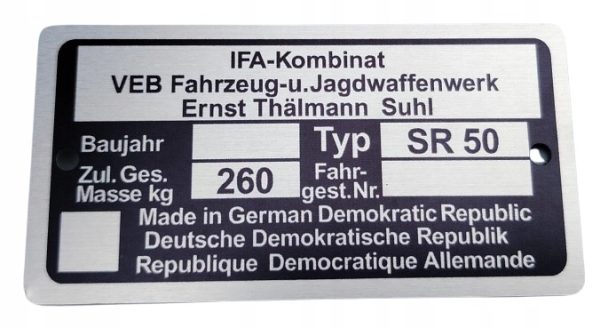 IFA-Kombinat
VEB Fahrzeug-u.Jagdwaffenwerk
Ernst Thälmann Suhl
Baujahr Typ SR 50
Zul. Ges. Masse kg 260 Fahr-gest.Nr.
Made in German Demokratic Republic
Deutsche Demokratische Republik
Republique Democratique Allemande